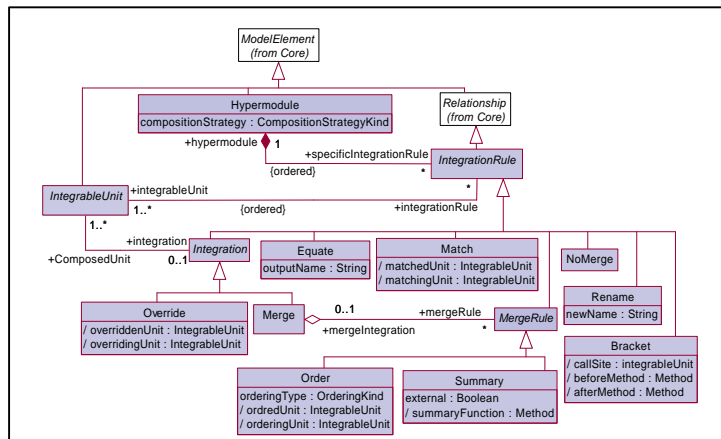 ModelElement
(from Core)
Hypermodule
compositionStrategy : CompositionStrategyKind
Relationship
(from Core)
+hypermodule
1
+specificIntegrationRule
{ordered}
*
IntegrationRule
IntegrableUnit
+integrableUnit
*
1..*
{ordered}
+integrationRule
1..*
+integration
+ComposedUnit
0..1
Integration
Equate
outputName : String
Match
/ matchedUnit : IntegrableUnit
/ matchingUnit : IntegrableUnit
NoMerge
Rename
newName : String
Override
/ overriddenUnit : IntegrableUnit
/ overridingUnit : IntegrableUnit
Merge
0..1
+mergeRule
+mergeIntegration
*
MergeRule
Bracket
/ callSite : integrableUnit
/ beforeMethod : Method
/ afterMethod : Method
Order
orderingType : OrderingKind
/ ordredUnit : IntegrableUnit
/ orderingUnit : IntegrableUnit
Summary
external : Boolean
/ summaryFunction : Method